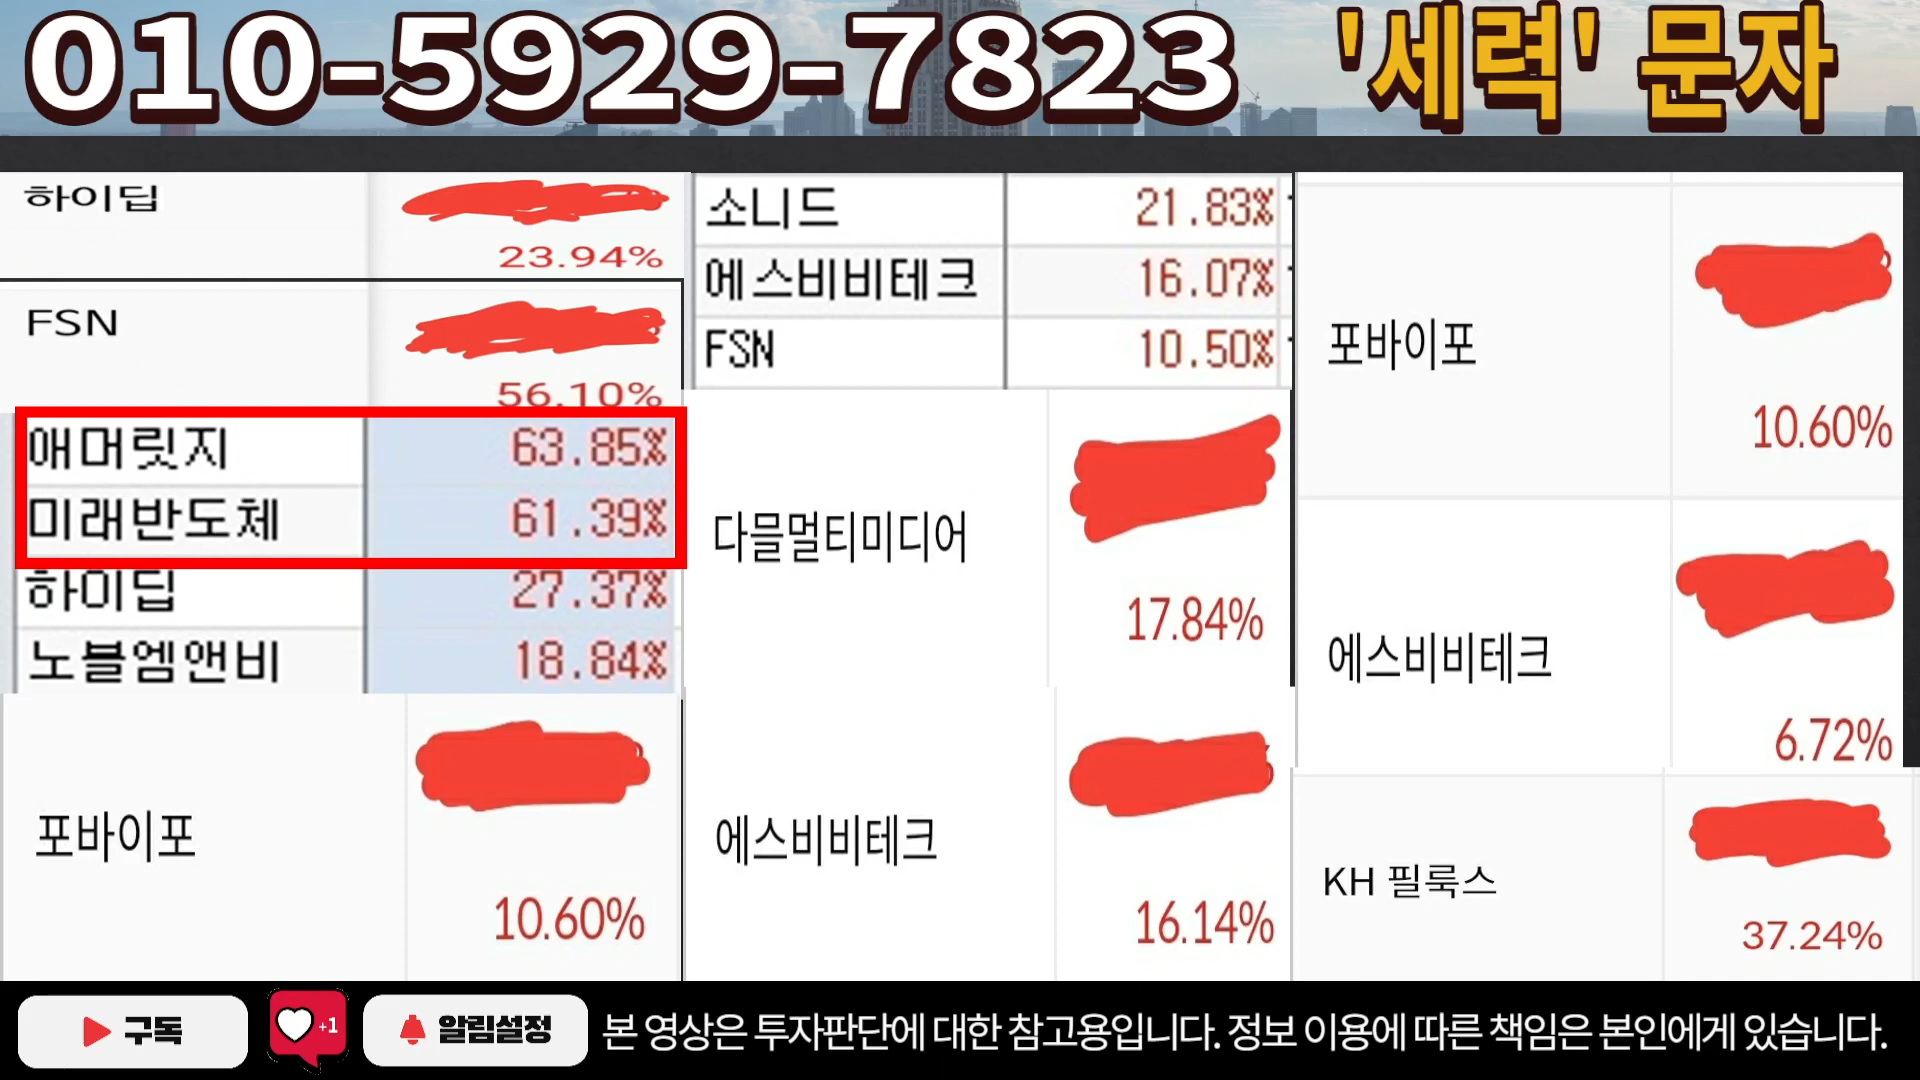 010-5929-7823 '세력' 문자
하이딥
23.94%
FSN
56.10%
애머릿지 63.85%
미래반도체 61.39%
하이딥 27.37%
노블엠앤비 18.84%
포바이포
10.60%
소니드 21.83%
에스비비테크 16.07%
FSN 10.50%
다믈멀티미디어
17.84%
에스비비테크
16.14%
포바이포
10.60%
에스비비테크
6.72%
KH 필룩스
37.24%
구독 +1 알림설정 본 영상은 투자판단에 대한 참고용입니다. 정보 이용에 따른 책임은 본인에게 있습니다.